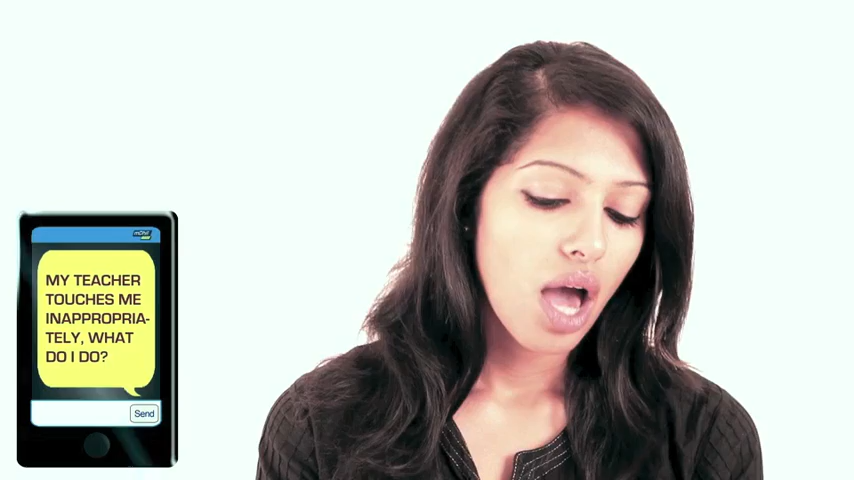 MY TEACHER
TOUCHES ME
INAPPROPRIA-
TELY, WHAT
DO I DO?
Send